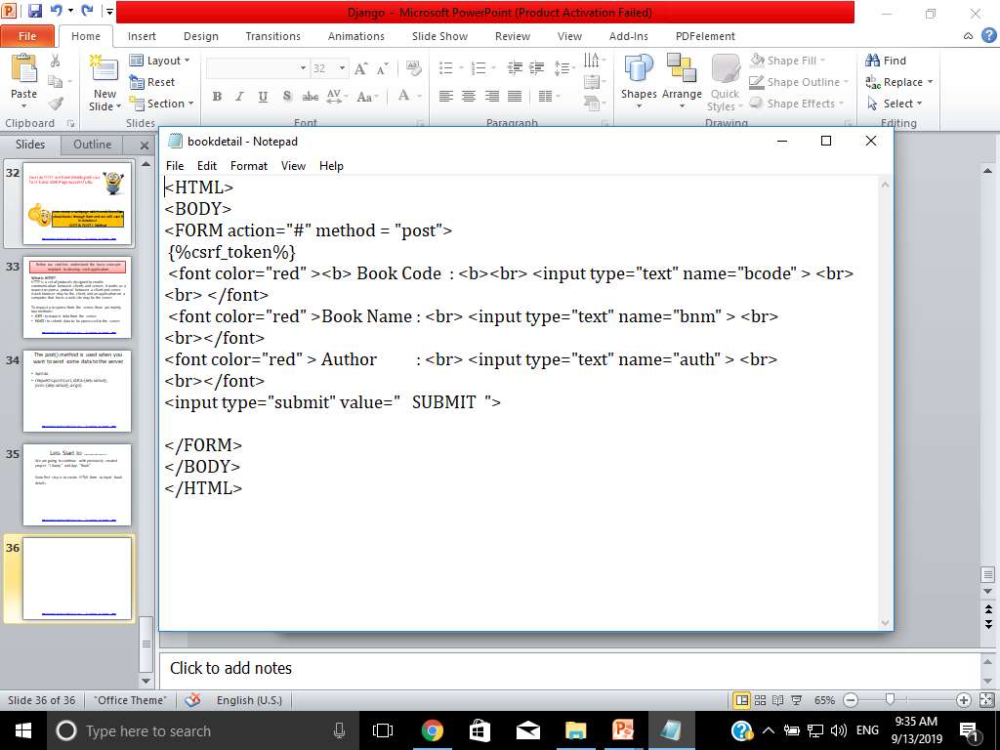 Django - Microsoft PowerPoint (Product Activation Failed)
File Home Insert Design Transitions Animations Slide Show Review View Add-Ins PDFelement
Paste
Clipboard
New
Slide
Layout
Reset
Section
Slides
32
Font
Paragraph
Shapes Arrange Quick
Styles
Shape Fill
Shape Outline
Shape Effects
Drawing
Find
Replace
Select
Editing
Slides Outline
32
33
34
The post() method is used when you
want to send some data to the server.
35
Lets Start to
36
bookdetail - Notepad
File Edit Format View Help
<HTML>
<BODY>
<FORM action="#" method = "post">
{%csrf_token%}
<font color="red" ><b> Book Code : <b><br> <input type="text" name="bcode" > <br>
<br> </font>
<font color="red" >Book Name : <br> <input type="text" name="bnm" > <br>
<br></font>
<font color="red" > Author : <br> <input type="text" name="auth" > <br>
<br></font>
<input type="submit" value=" SUBMIT ">
</FORM>
</BODY>
</HTML>
Click to add notes
Slide 36 of 36 "Office Theme" English (U.S.) 65%
Type here to search
ENG
9:35 AM
9/13/2019
1